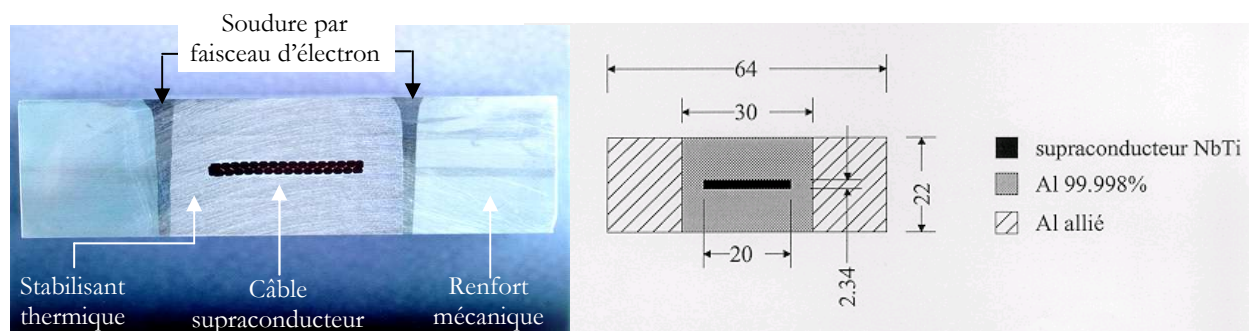 Soudure par
faisceau d’électron
Stabilisant
thermique
Câble
supraconducteur
Renfort
mécanique
64
30
22
20
2.34
supraconducteur NbTi
Al 99.998%
Al allié